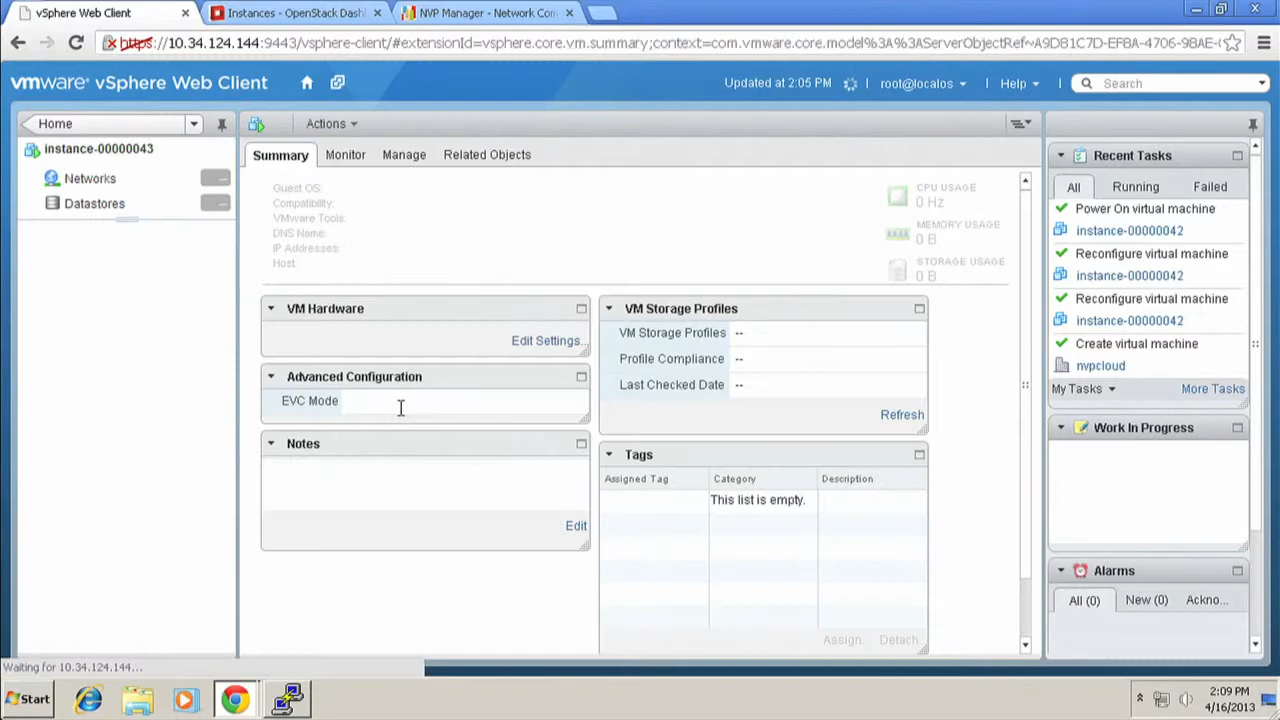 vSphere Web Client
Instances - OpenStack Dashl
NVP Manager - Network Con
https://10.34.124.144:9443/vsphere-client/#extensionId=vsphere.core.vm.summary;context=com.vmware.core.model%3A%3AServerObjectRef~A9D81C7D-EFBA-4706-9BAE-
vmware vSphere Web Client
Updated at 2:05 PM
root@localos
Help
Search
Home
Actions
instance-00000043
Networks
Datastores
Summary
Monitor
Manage
Related Objects
Guest OS:
Compatibility:
VMware Tools:
DNS Name:
IP Addresses:
Host:
CPU USAGE
0 Hz
MEMORY USAGE
0 B
STORAGE USAGE
0 B
VM Hardware
Edit Settings...
Advanced Configuration
EVC Mode
Notes
Edit
VM Storage Profiles
VM Storage Profiles --
Profile Compliance --
Last Checked Date --
Refresh
Tags
Assigned Tag Category Description
This list is empty.
Assign. Detach.
Recent Tasks
All Running Failed
Power On virtual machine
instance-00000042
Reconfigure virtual machine
instance-00000042
Reconfigure virtual machine
instance-00000042
Create virtual machine
nvpcloud
My Tasks More Tasks
Work In Progress
Alarms
All (0) New (0) Ackno...
Waiting for 10.34.124.144...
Start
2:09 PM
4/16/2013